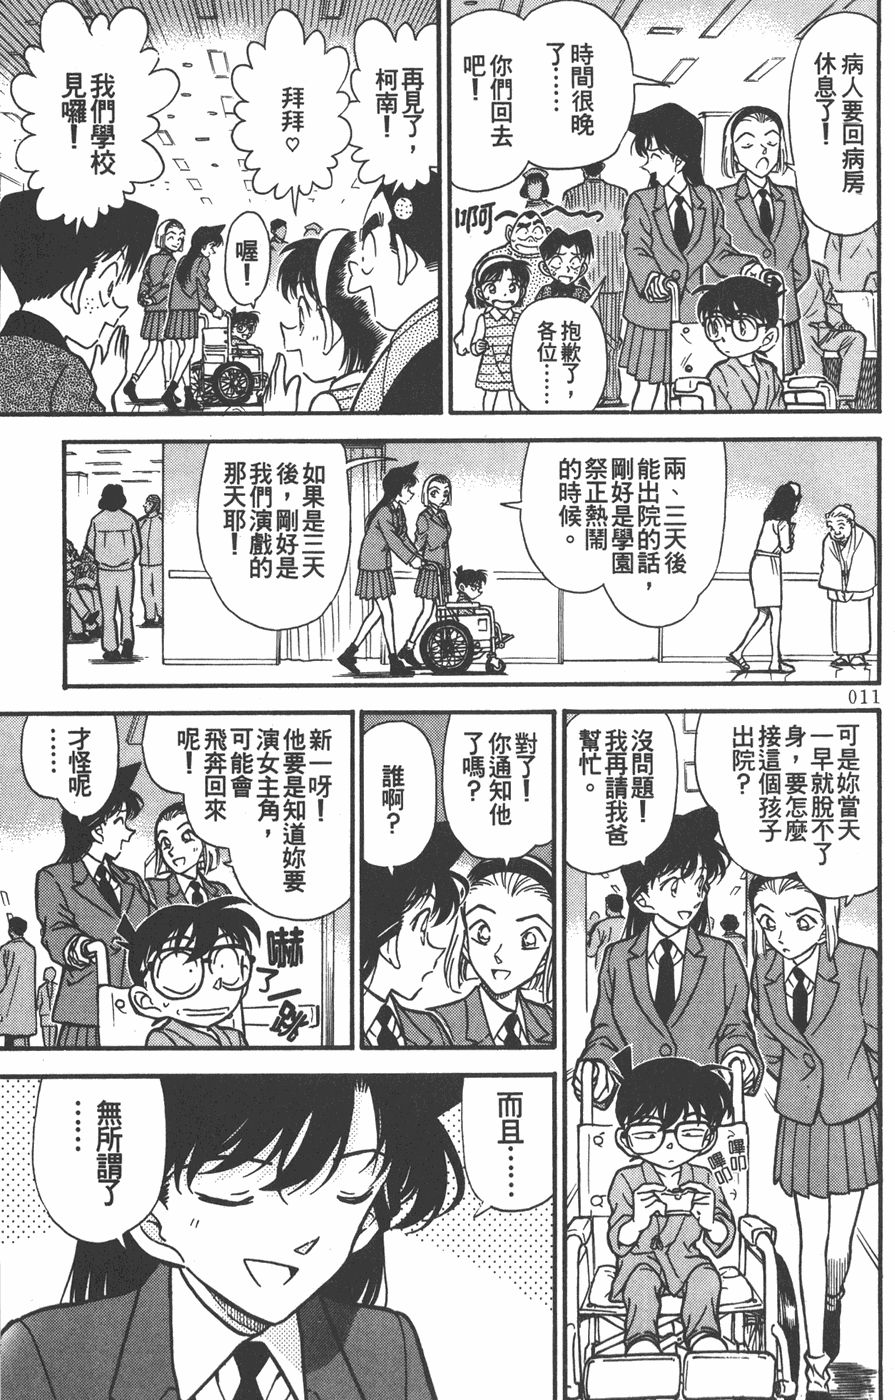 病人要回病房
休息了！
時間很晚
了……
你們回去
吧！
啊～
抱歉了，
各位……
再見了，
柯南！
拜拜♡
我們學校
見囉！
喔！
兩、三天後
能出院的話，
剛好是學園
祭正熱鬧
的時候。
如果是三天
後，剛好是
我們演戲的
那天耶！
011
可是妳當天
一早就脫不了
身，要怎麼
接這個孩子
出院？
沒問題！
我再請我爸
幫忙。
嗶叩
嗶叩
對了！
你通知他
了嗎？
誰啊？
新一呀！
他要是知道妳要
演女主角，
可能會
飛奔回來
呢！
才怪呢
……
嚇
了一
而且……
無所謂了
……